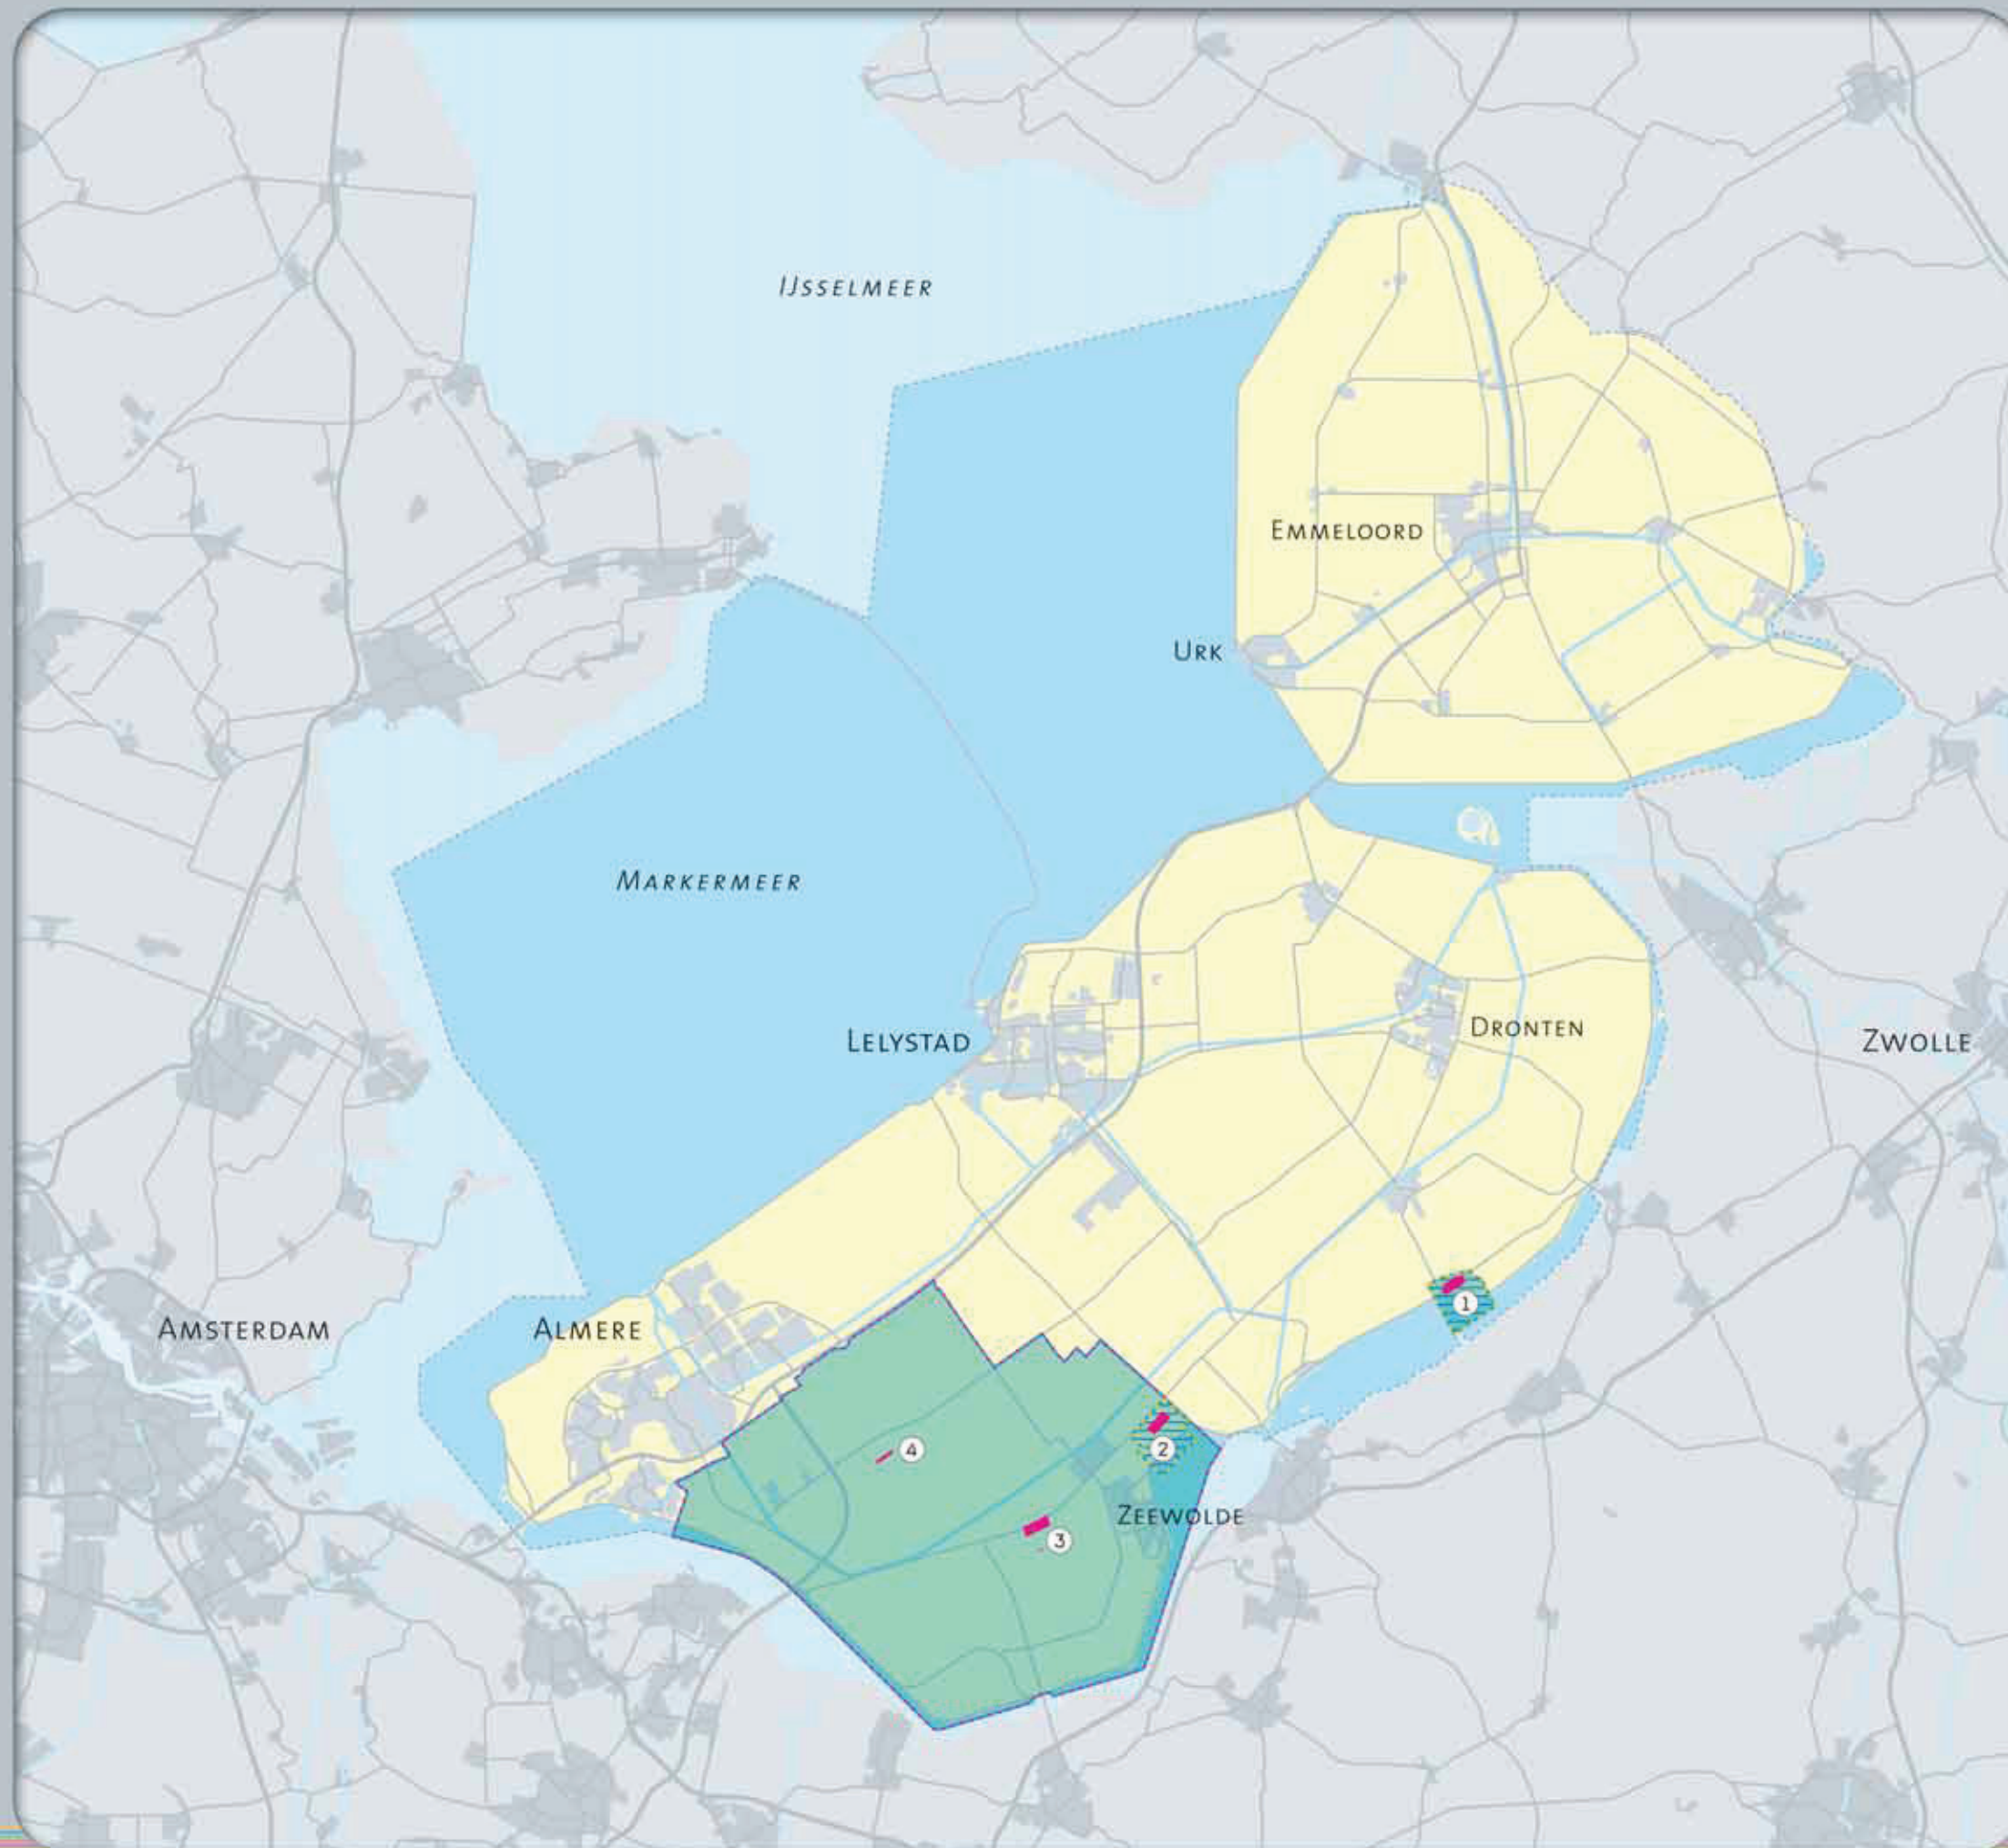 IJSSELMEER
EMMELOORD
URK
MARKERMEER
DRONTEN
LELYSTAD
ZWOLLE
1
AMSTERDAM
ALMERE
2
4
ZEEWOLDE
3